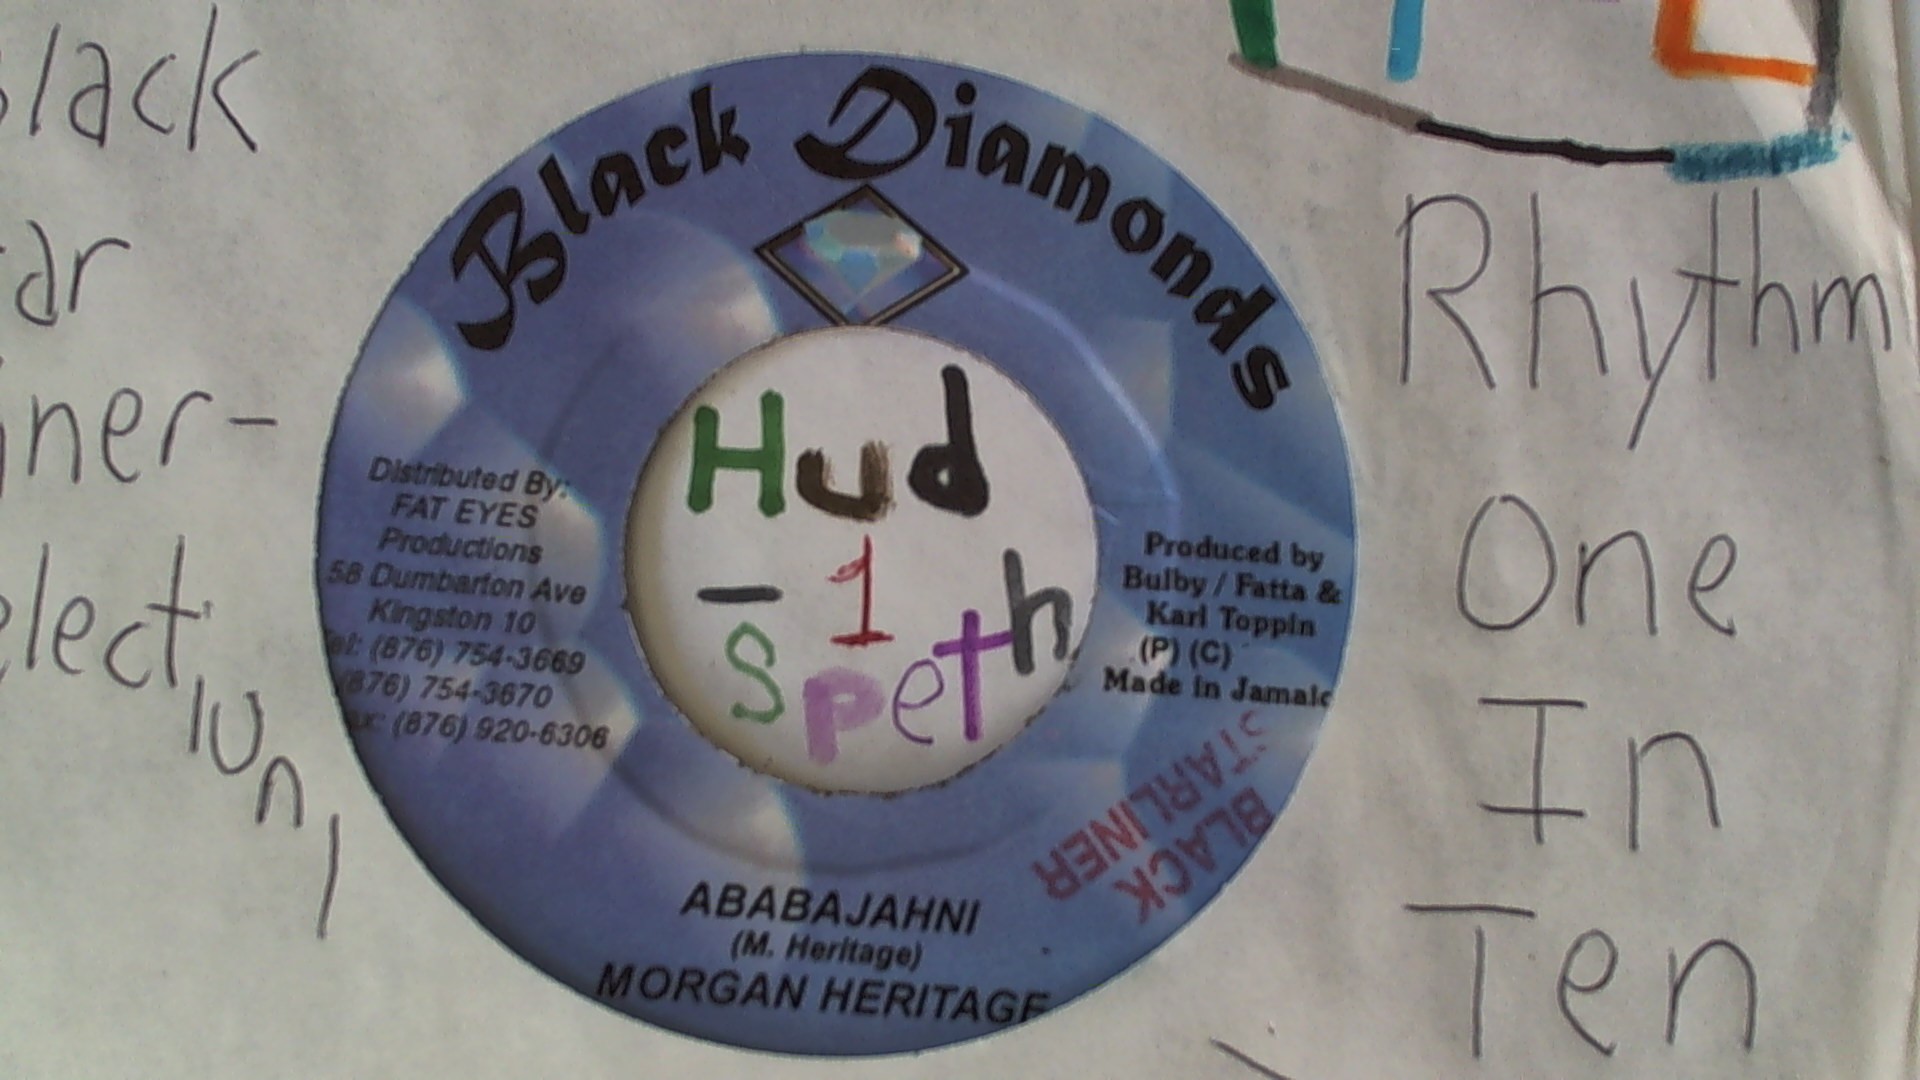 Black Diamonds
Distributed By:
FAT EYES
Productions
58 Dumbarton Ave
Kingston 10
(876) 754-3669
(876) 754-3670
(876) 920-6306
Hud
- 1
Speth
Produced by
Bulby / Fatta &
Karl Toppin
(P) (C)
Made in Jamaic
BLACK
STARLINER
ABABAJAHNI
(M. Heritage)
MORGAN HERITAGE
lack
ar
iner-
elect
iun
Rhythm
One
In
Ten